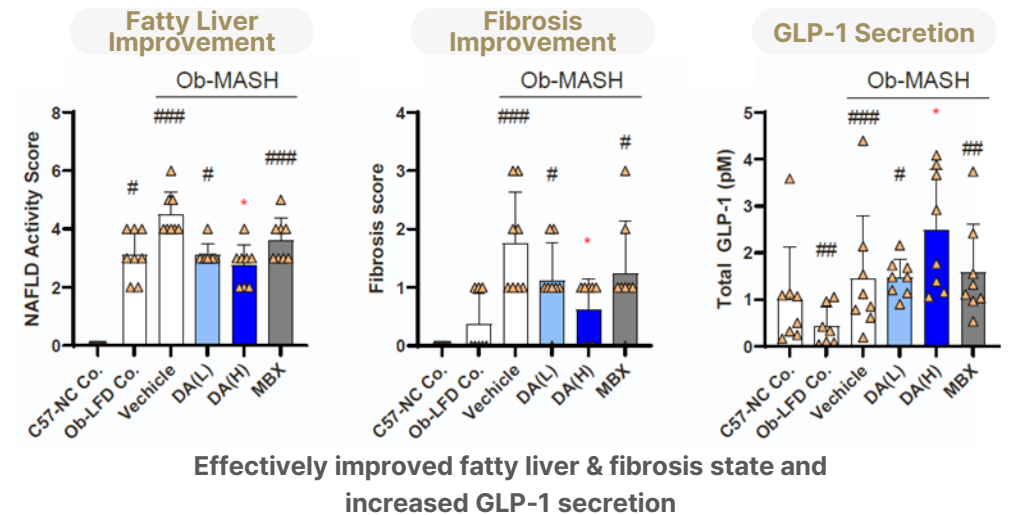 Fatty Liver
Improvement
Fibrosis
Improvement
GLP-1 Secretion
Ob-MASH
###
#
#
*
###
NAFLD Activity Score
8
6
4
2
0
C57-NC Co.
Ob-LFD Co.
Vechicle
DA(L)
DA(H)
MBX
Ob-MASH
###
#
*
#
Fibrosis score
4
3
2
1
0
C57-NC Co.
Ob-LFD Co.
Vechicle
DA(L)
DA(H)
MBX
Ob-MASH
##
###
#
*
##
Total GLP-1 (pM)
5
4
3
2
1
0
C57-NC Co.
Ob-LFD Co.
Vehicle
DA(L)
DA(H)
MBX
Effectively improved fatty liver & fibrosis state and
increased GLP-1 secretion